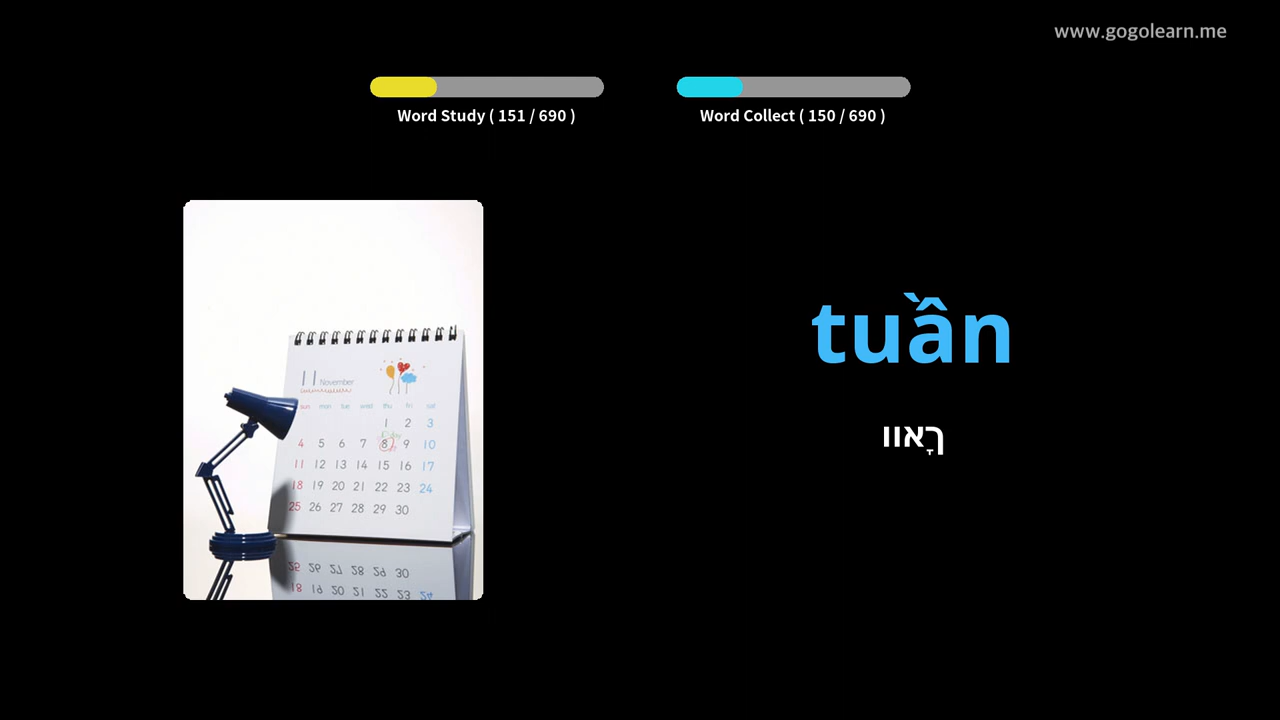 www.gogolearn.me
Word Study ( 151 / 690 )
Word Collect ( 150 / 690 )
tuần
ךָאוו
11 November
sun mon tue wed thu fri sat
1 2 3
4 5 6 7 8 9 10
11 12 13 14 15 16 17
18 19 20 21 22 23 24
25 26 27 28 29 30